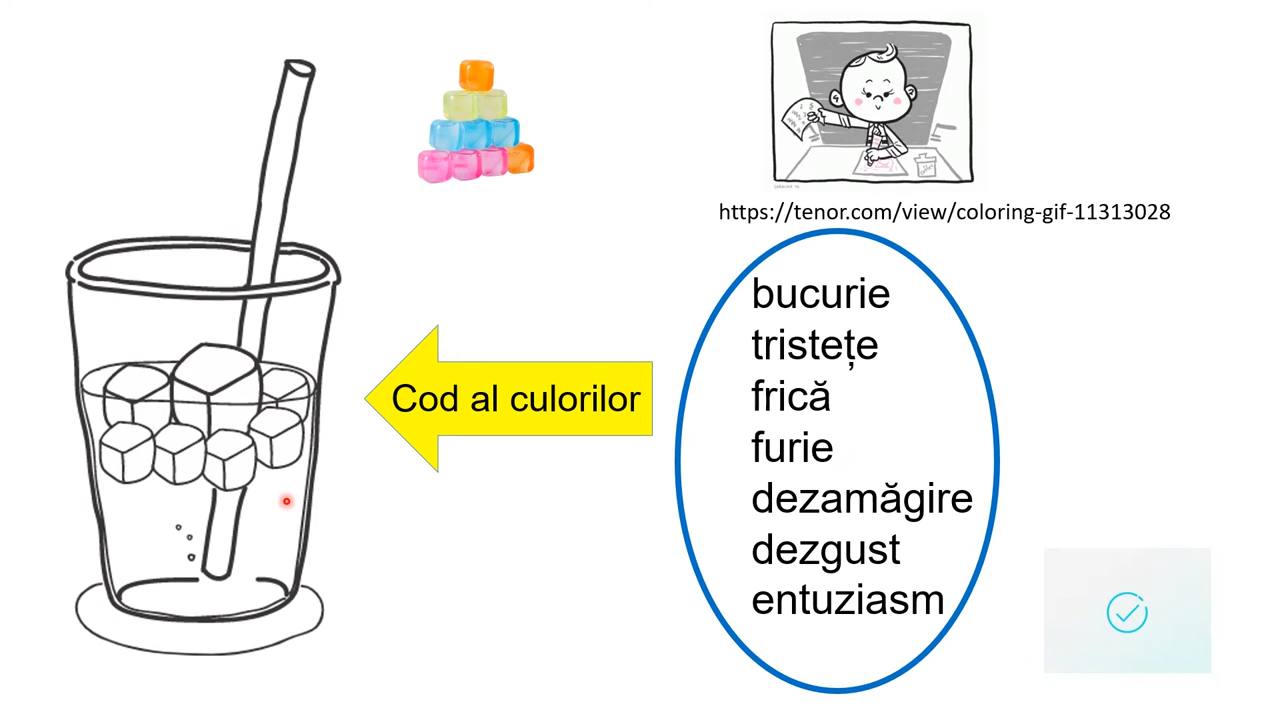 https://tenor.com/view/coloring-gif-11313028
bucurie
tristețe
frică
furie
dezamăgire
dezgust
entuziasm
Cod al culorilor